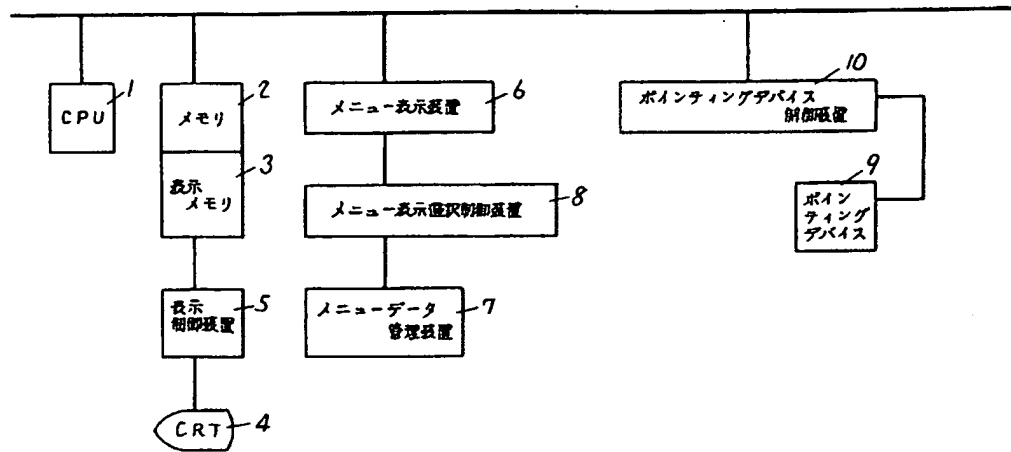 1
CPU
2
メモリ
3
表示
メモリ
5
表示
制御装置
4
CRT
6
メニュー表示装置
8
メニュー表示選択制御装置
7
メニューデータ
管理装置
10
ポインティングデバイス
制御装置
9
ポイン
ティング
デバイス